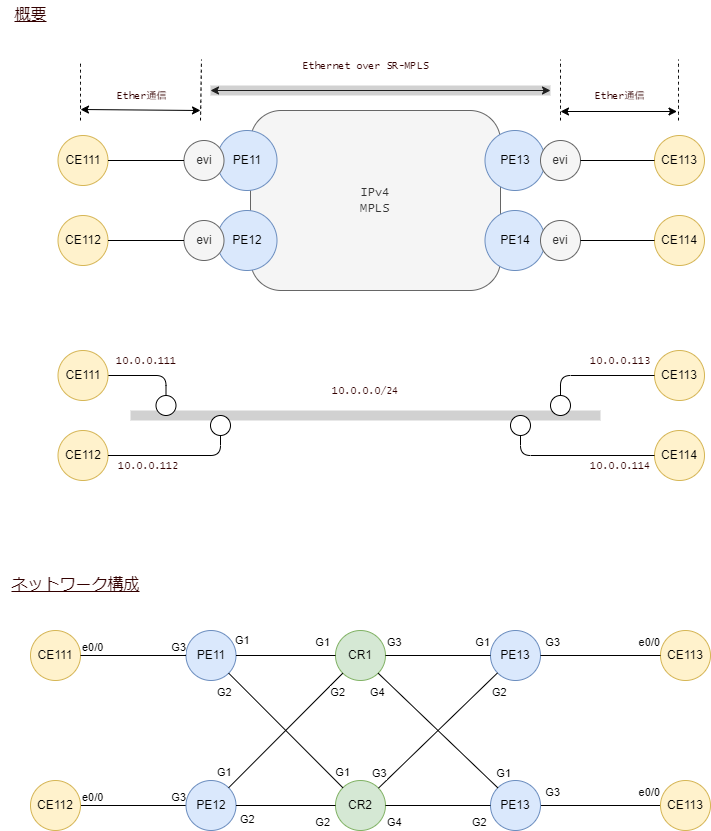 概要
Ethernet over SR-MPLS
Ether通信
Ether通信
CE111
evi
PE11
PE13
evi
CE113
IPv4
MPLS
CE112
evi
PE12
PE14
evi
CE114
10.0.0.111
10.0.0.113
CE111
CE113
10.0.0.0/24
CE112
CE114
10.0.0.112
10.0.0.114
ネットワーク構成
CE111
e0/0
G3
PE11
G1
G1
CR1
G3
G1
PE13
G3
e0/0
CE113
G2
G2
G4
G2
G1
G1
G3
G1
CE112
e0/0
G3
PE12
G2
G2
CR2
G4
G2
PE13
G3
e0/0
CE113